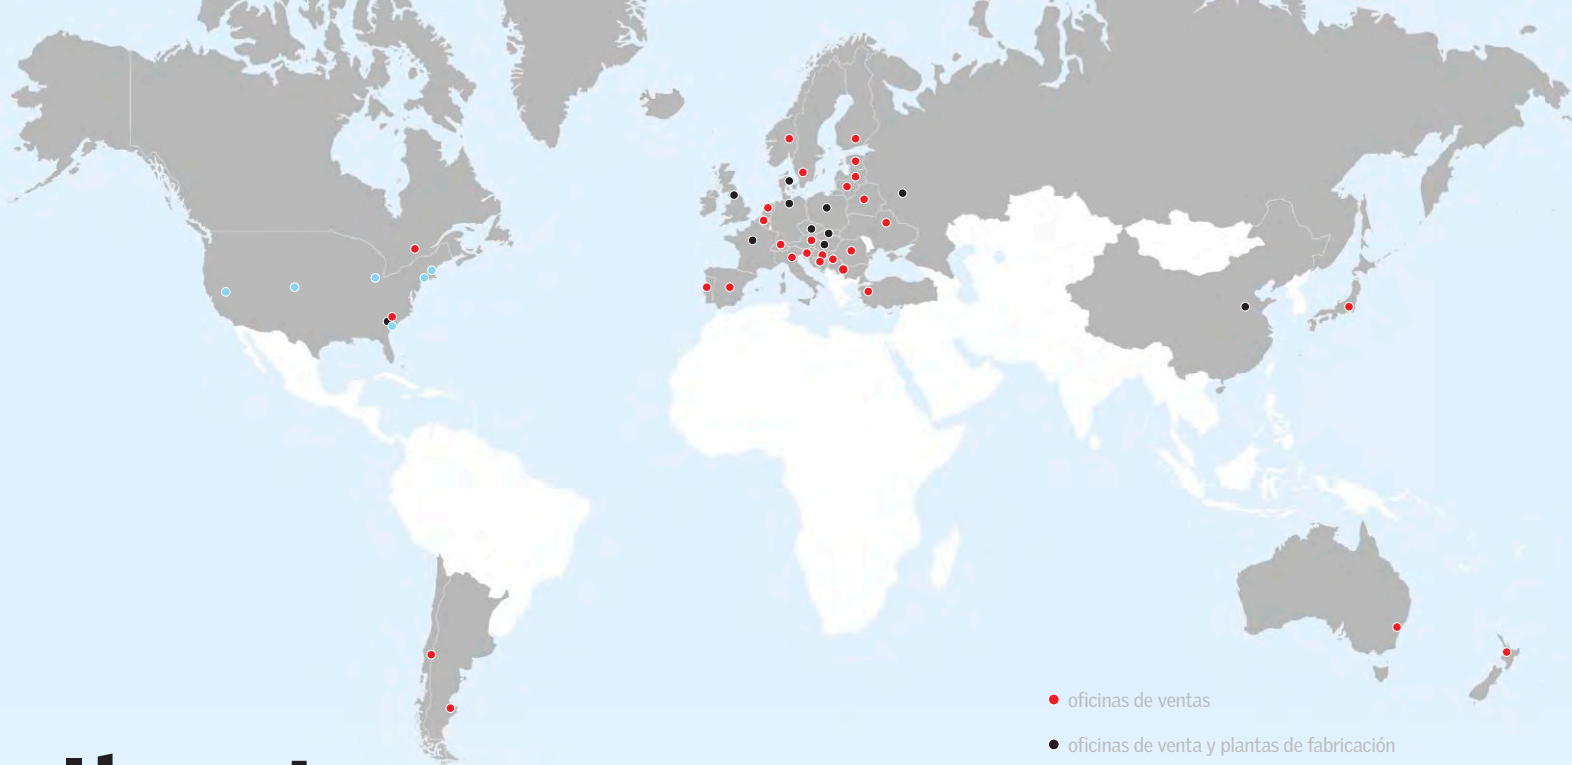 oficinas de ventas
oficinas de venta y plantas de fabricación